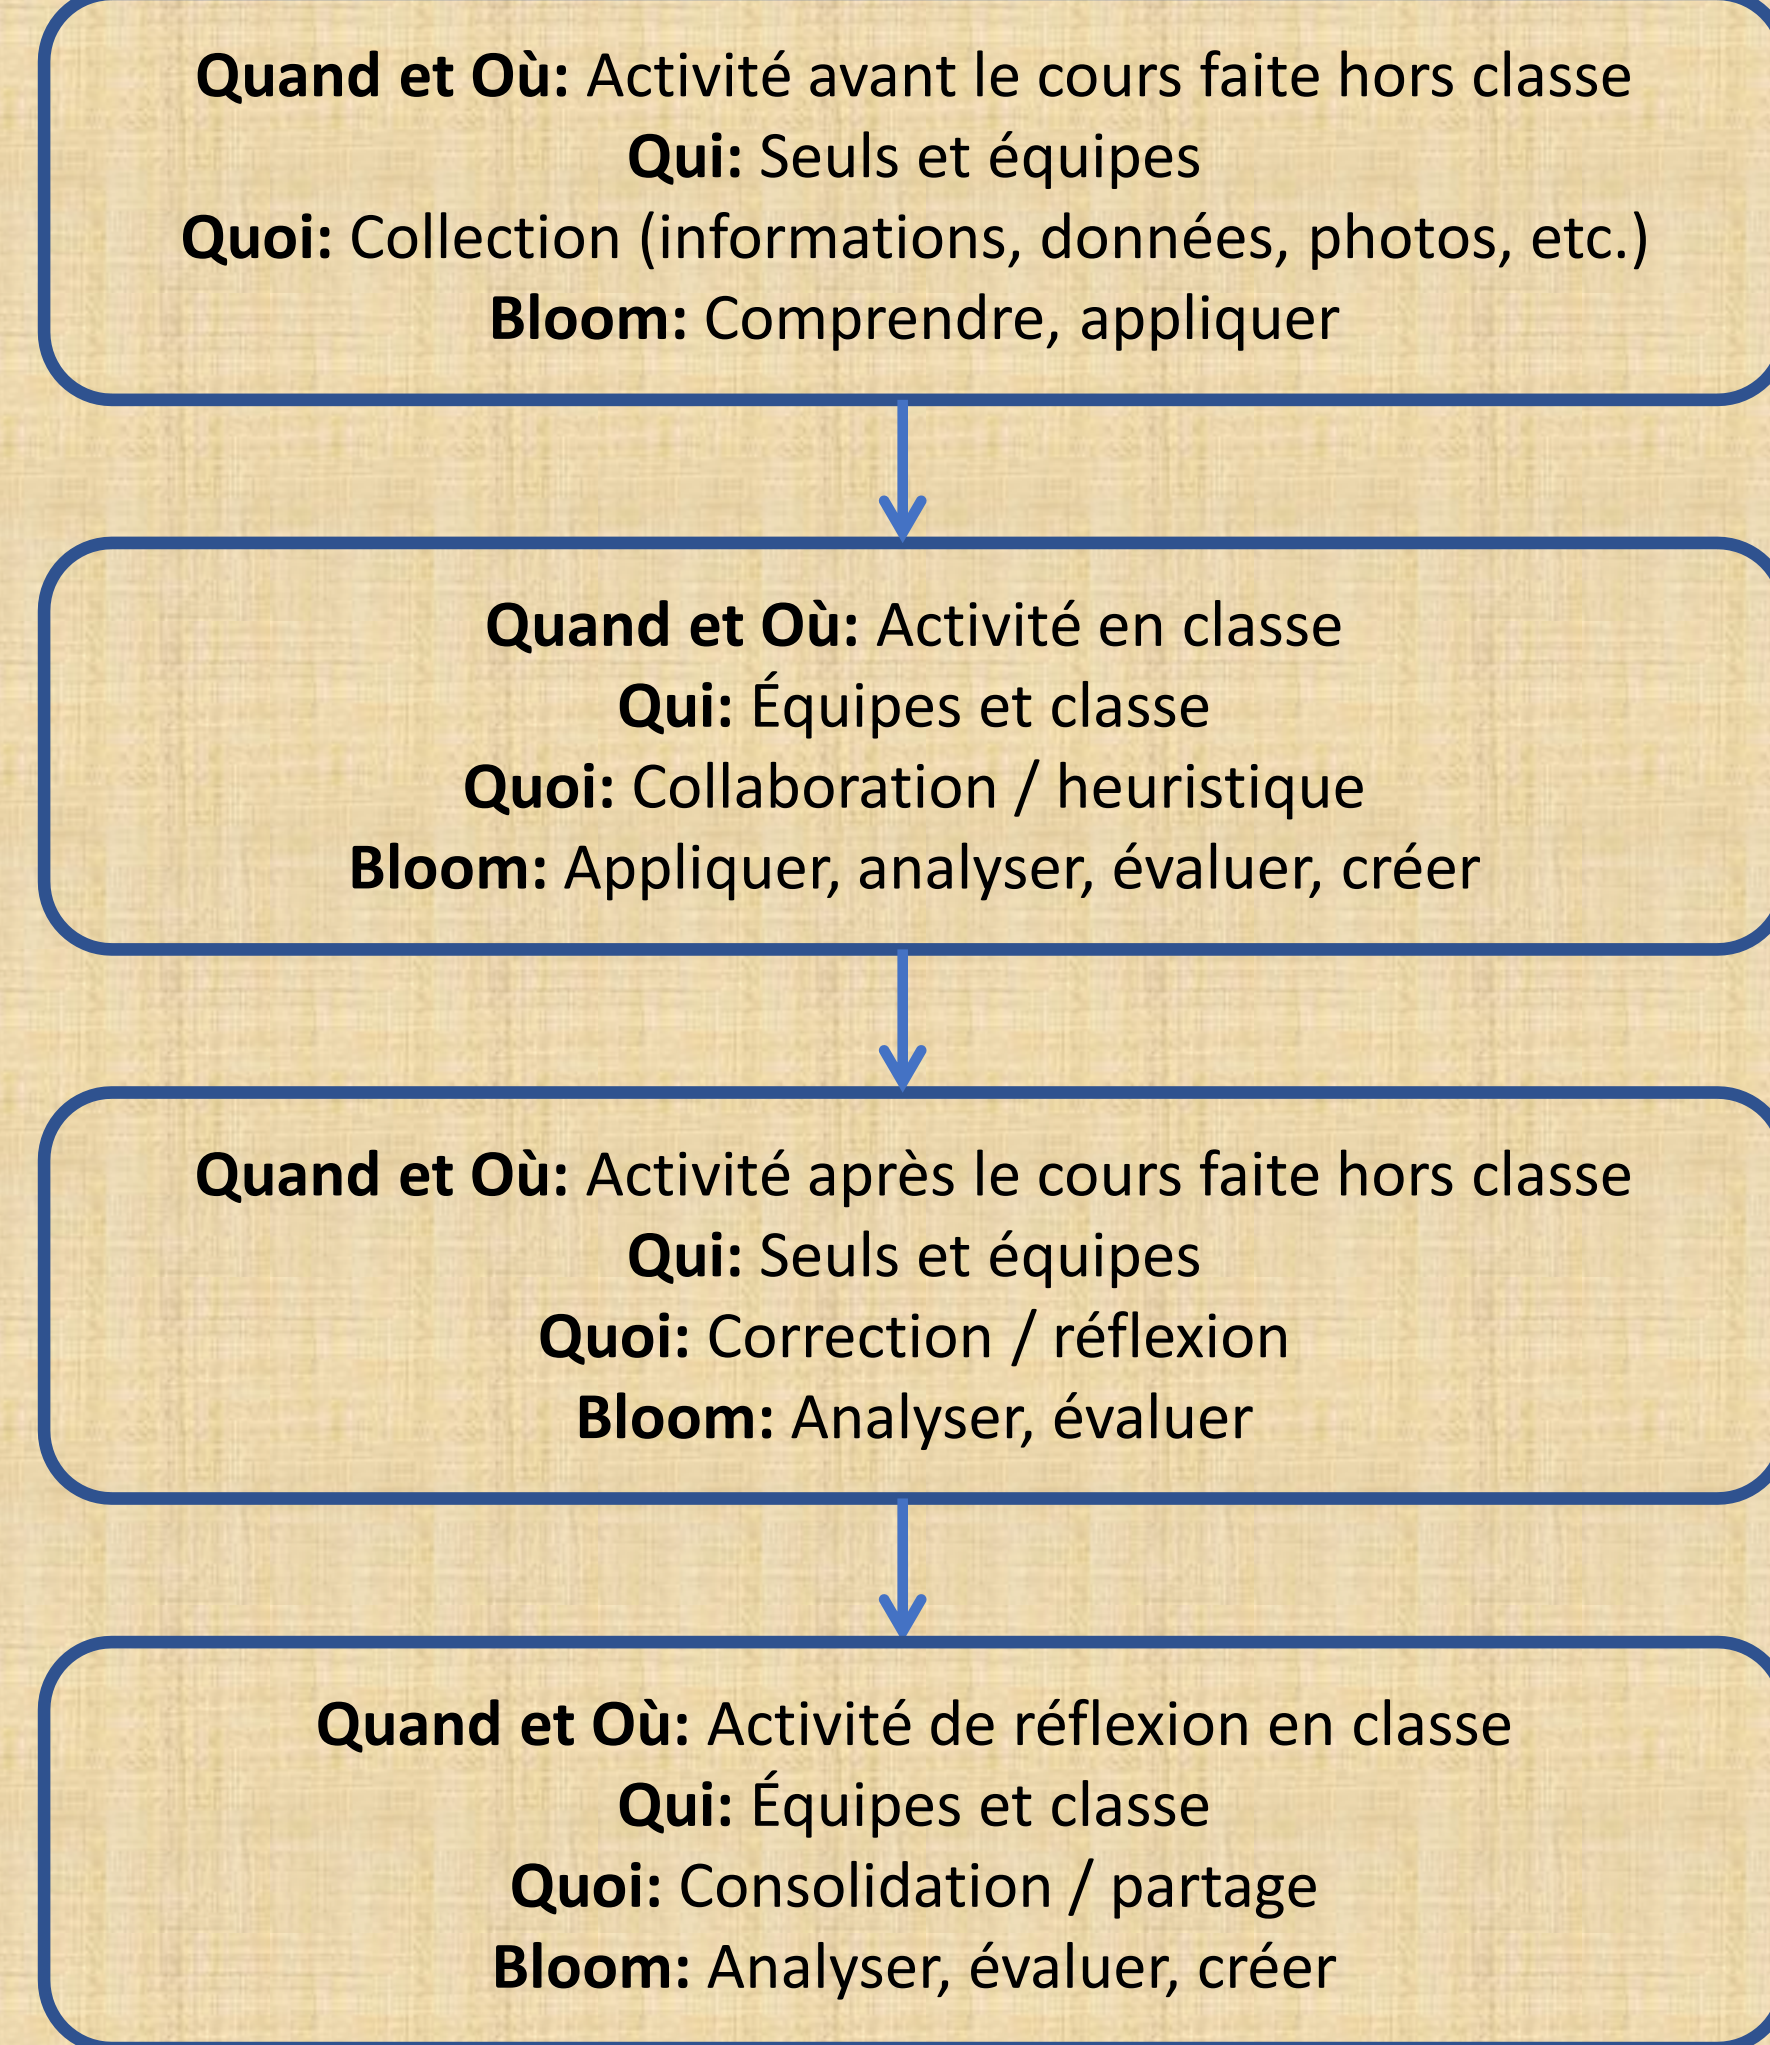 Quand et Où: Activité avant le cours faite hors classe
Qui: Seuls et équipes
Quoi: Collection (informations, données, photos, etc.)
Bloom: Comprendre, appliquer
Quand et Où: Activité en classe
Qui: Équipes et classe
Quoi: Collaboration / heuristique
Bloom: Appliquer, analyser, évaluer, créer
Quand et Où: Activité après le cours faite hors classe
Qui: Seuls et équipes
Quoi: Correction / réflexion
Bloom: Analyser, évaluer
Quand et Où: Activité de réflexion en classe
Qui: Équipes et classe
Quoi: Consolidation / partage
Bloom: Analyser, évaluer, créer